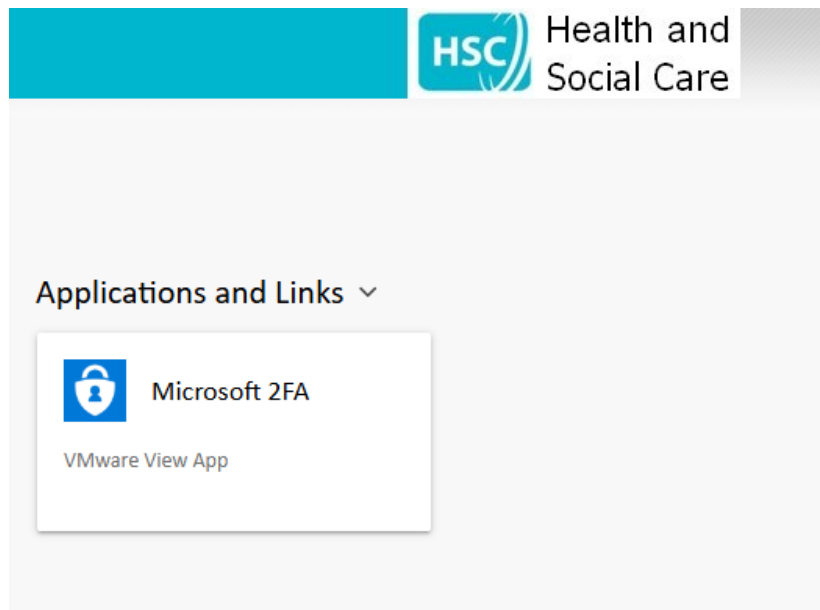 HSC
Health and
Social Care
Applications and Links
Microsoft 2FA
VMware View App